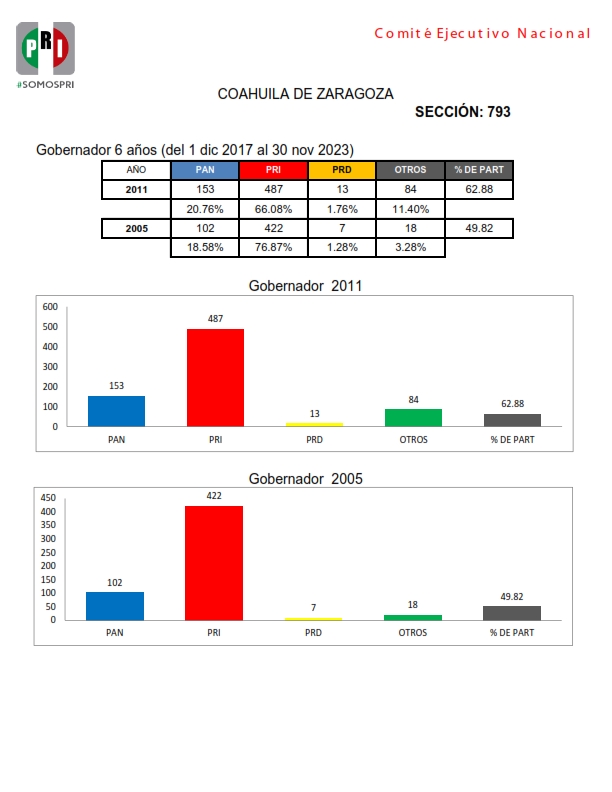 PRI
#SOMOSPRI
Comité Ejecutivo Nacional
COAHUILA DE ZARAGOZA
SECCIÓN: 793
Gobernador 6 años (del 1 dic 2017 al 30 nov 2023)
AÑO PAN PRI PRD OTROS % DE PART
2011 153 487 13 84 62.88
20.76% 66.08% 1.76% 11.40%
2005 102 422 7 18 49.82
18.58% 76.87% 1.28% 3.28%
Gobernador 2011
600
500
400
300
200
100
0
153
487
13
84
62.88
PAN PRI PRD OTROS % DE PART
Gobernador 2005
450
400
350
300
250
200
150
100
50
0
102
422
7
18
49.82
PAN PRI PRD OTROS % DE PART